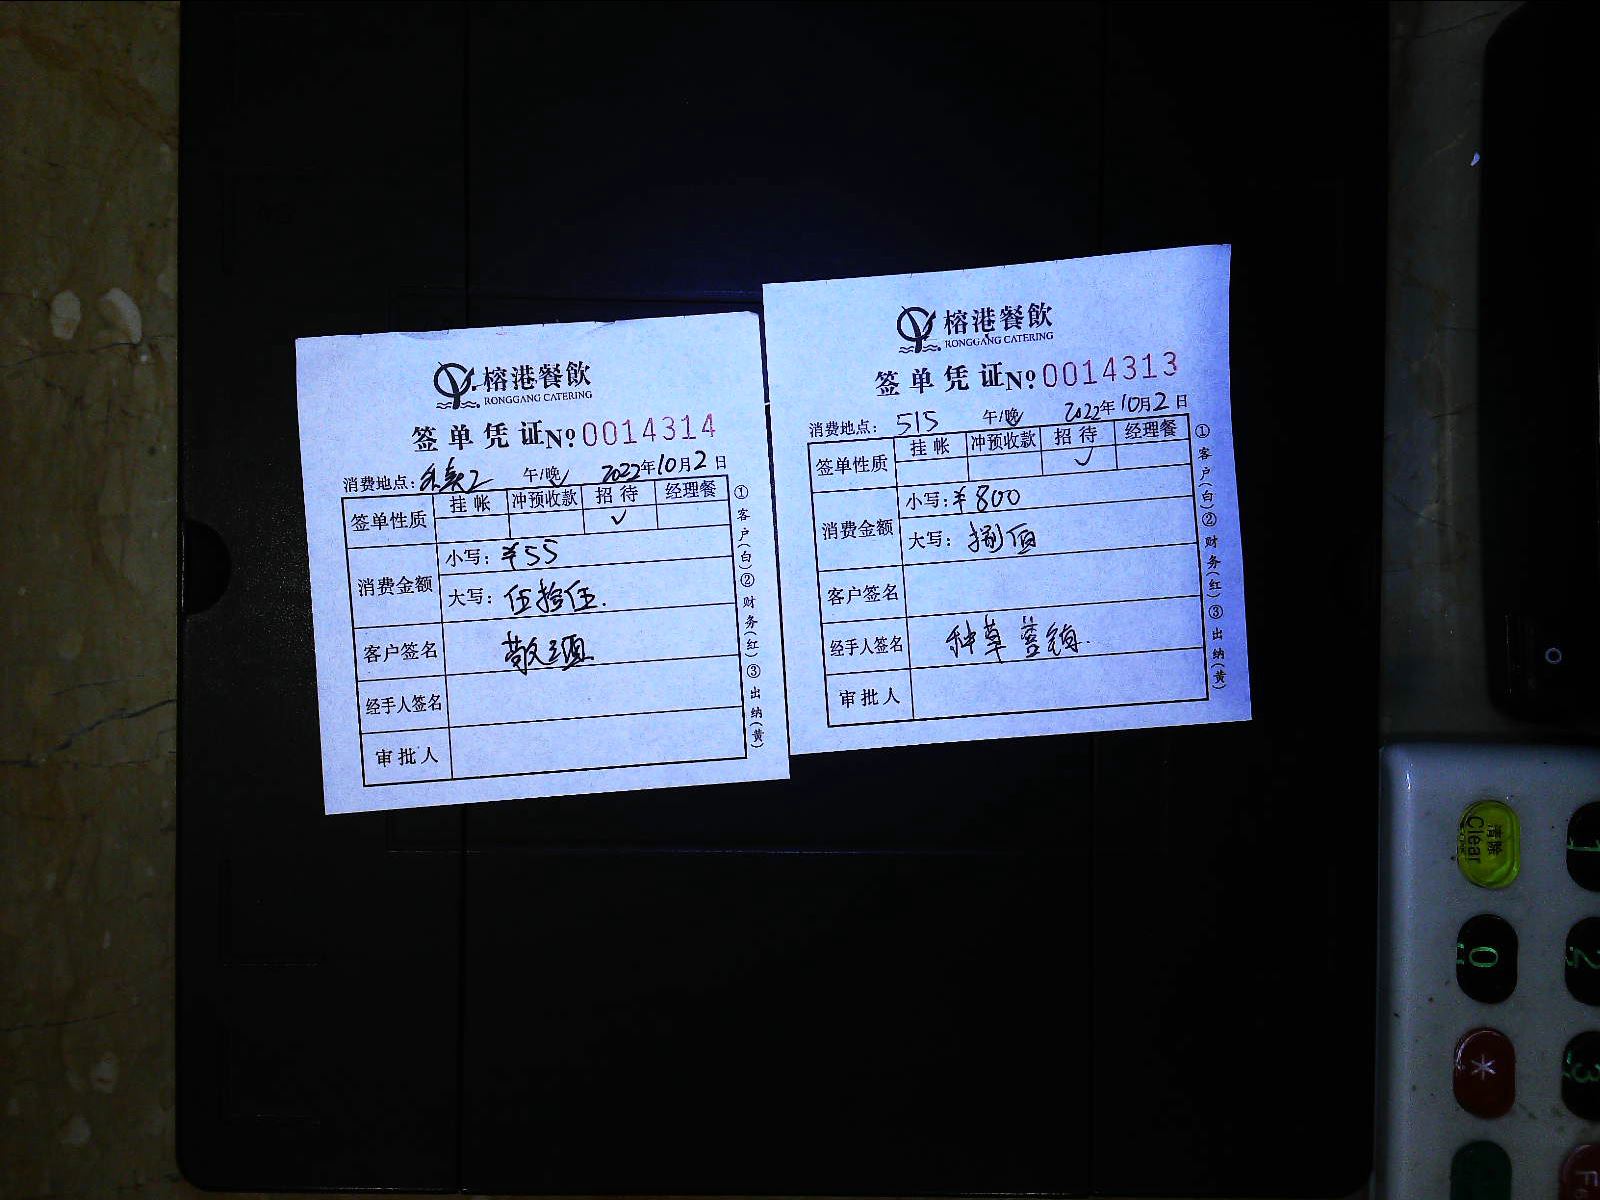 榕港餐飲
RONGGANG CATERING
签单凭证 No 0014314
消费地点: 午/晚 2022年10月2日
签单性质 挂帐 冲预收款 招待 经理餐
✓
消费金额 小写: ¥55
大写: 伍拾伍.
客户签名
经手人签名
审批人
①客户(白)②财务(红)③出纳(黄)
榕港餐飲
RONGGANG CATERING
签单凭证 No 0014313
消费地点: 515 午/晚 2022年10月2日
签单性质 挂帐 冲预收款 招待 经理餐
✓
消费金额 小写: ¥800
大写: 捌佰
客户签名
经手人签名 种草
审批人
①客户(白)②财务(红)③出纳(黄)
清除
Clear
0
2
*
3